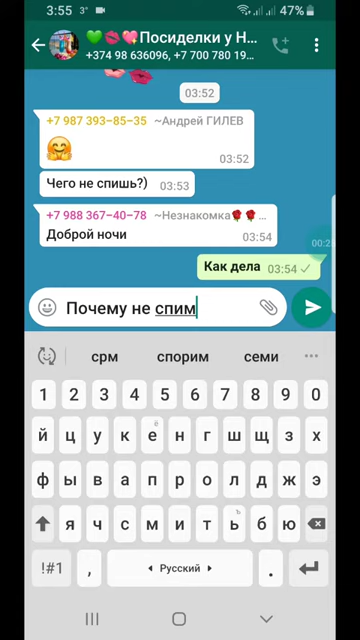 3:55 3° 47%
Посиделки у Н...
+374 98 636096, +7 700 780 19...
03:52
+7 987 393–85–35 ~Андрей ГИЛЕВ
03:52
Чего не спишь?) 03:53
+7 988 367–40–78 ~Незнакомка🌹🌹...
Доброй ночи 03:54
Как дела 03:54
Почему не спим
срм спорим семи ...
1 2 3 4 5 6 7 8 9 0
й ц у к е ё н г ш щ з х
ф ы в а п р о л д ж э
я ч с м и т ь ъ б ю
!#1 , Русский .